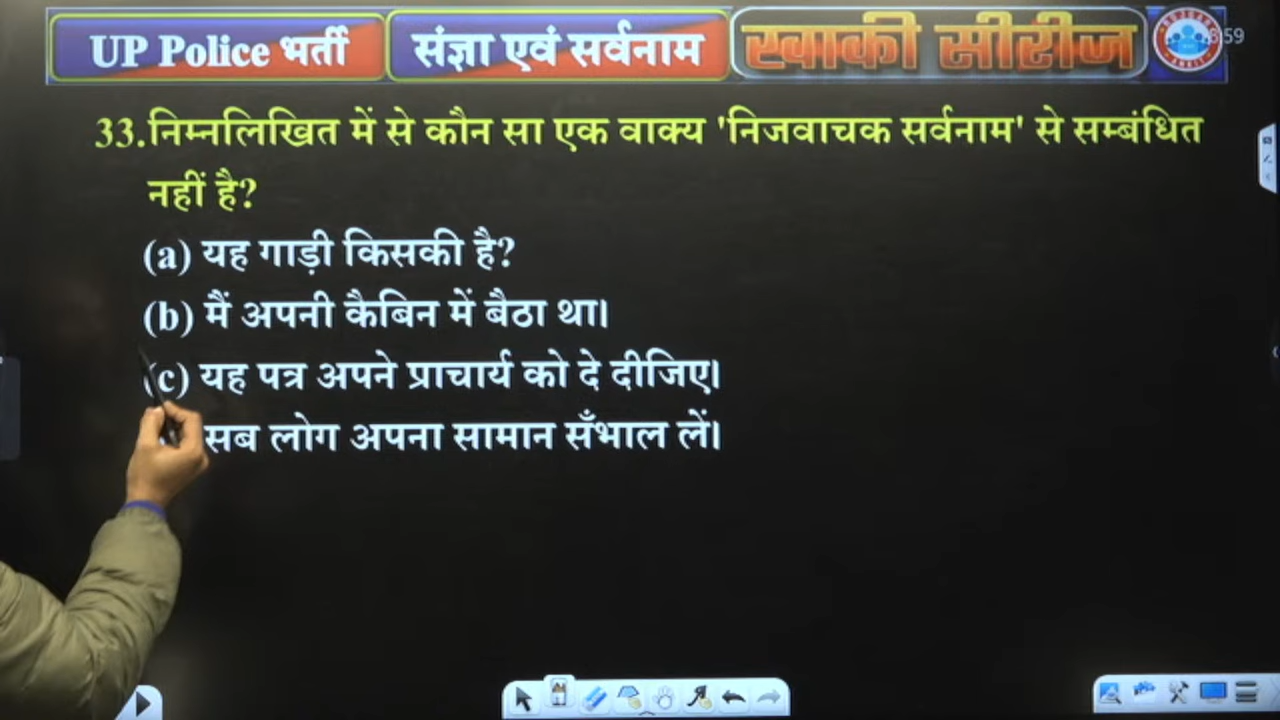 UP Police भर्ती
संज्ञा एवं सर्वनाम
खाकी सीरीज
33.निम्नलिखित में से कौन सा एक वाक्य 'निजवाचक सर्वनाम' से सम्बंधित
नहीं है?
(a) यह गाड़ी किसकी है?
(b) मैं अपनी कैबिन में बैठा था।
(c) यह पत्र अपने प्राचार्य को दे दीजिए।
सब लोग अपना सामान सँभाल लें।